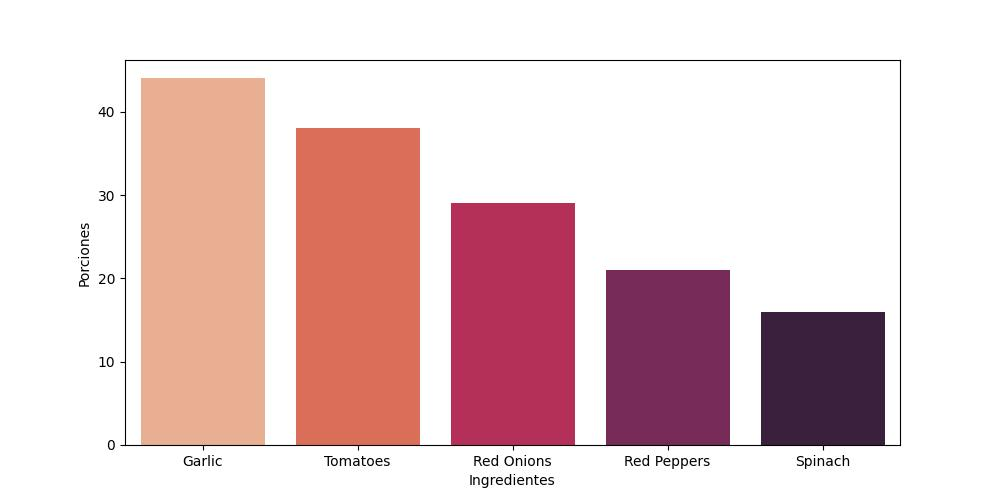 Porciones
40
30
20
10
0
Garlic Tomatoes Red Onions Red Peppers Spinach
Ingredientes